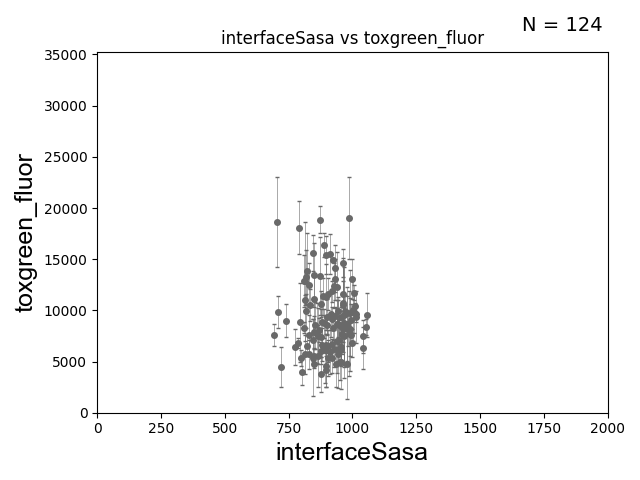 N = 124
interfaceSasa vs toxgreen_fluor
35000
30000
25000
20000
15000
10000
5000
0
toxgreen_fluor
0 250 500 750 1000 1250 1500 1750 2000
interfaceSasa